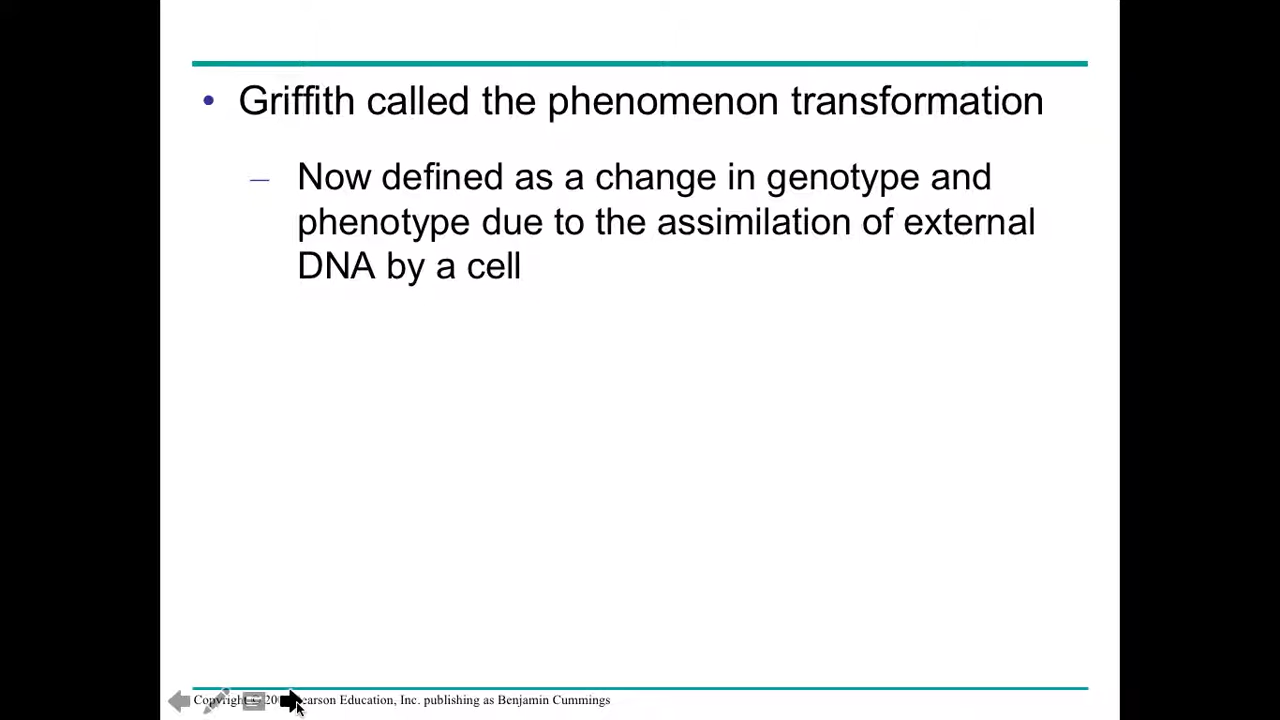 • Griffith called the phenomenon transformation
– Now defined as a change in genotype and
phenotype due to the assimilation of external
DNA by a cell
Copyright © Education, Inc. publishing as Benjamin Cummings